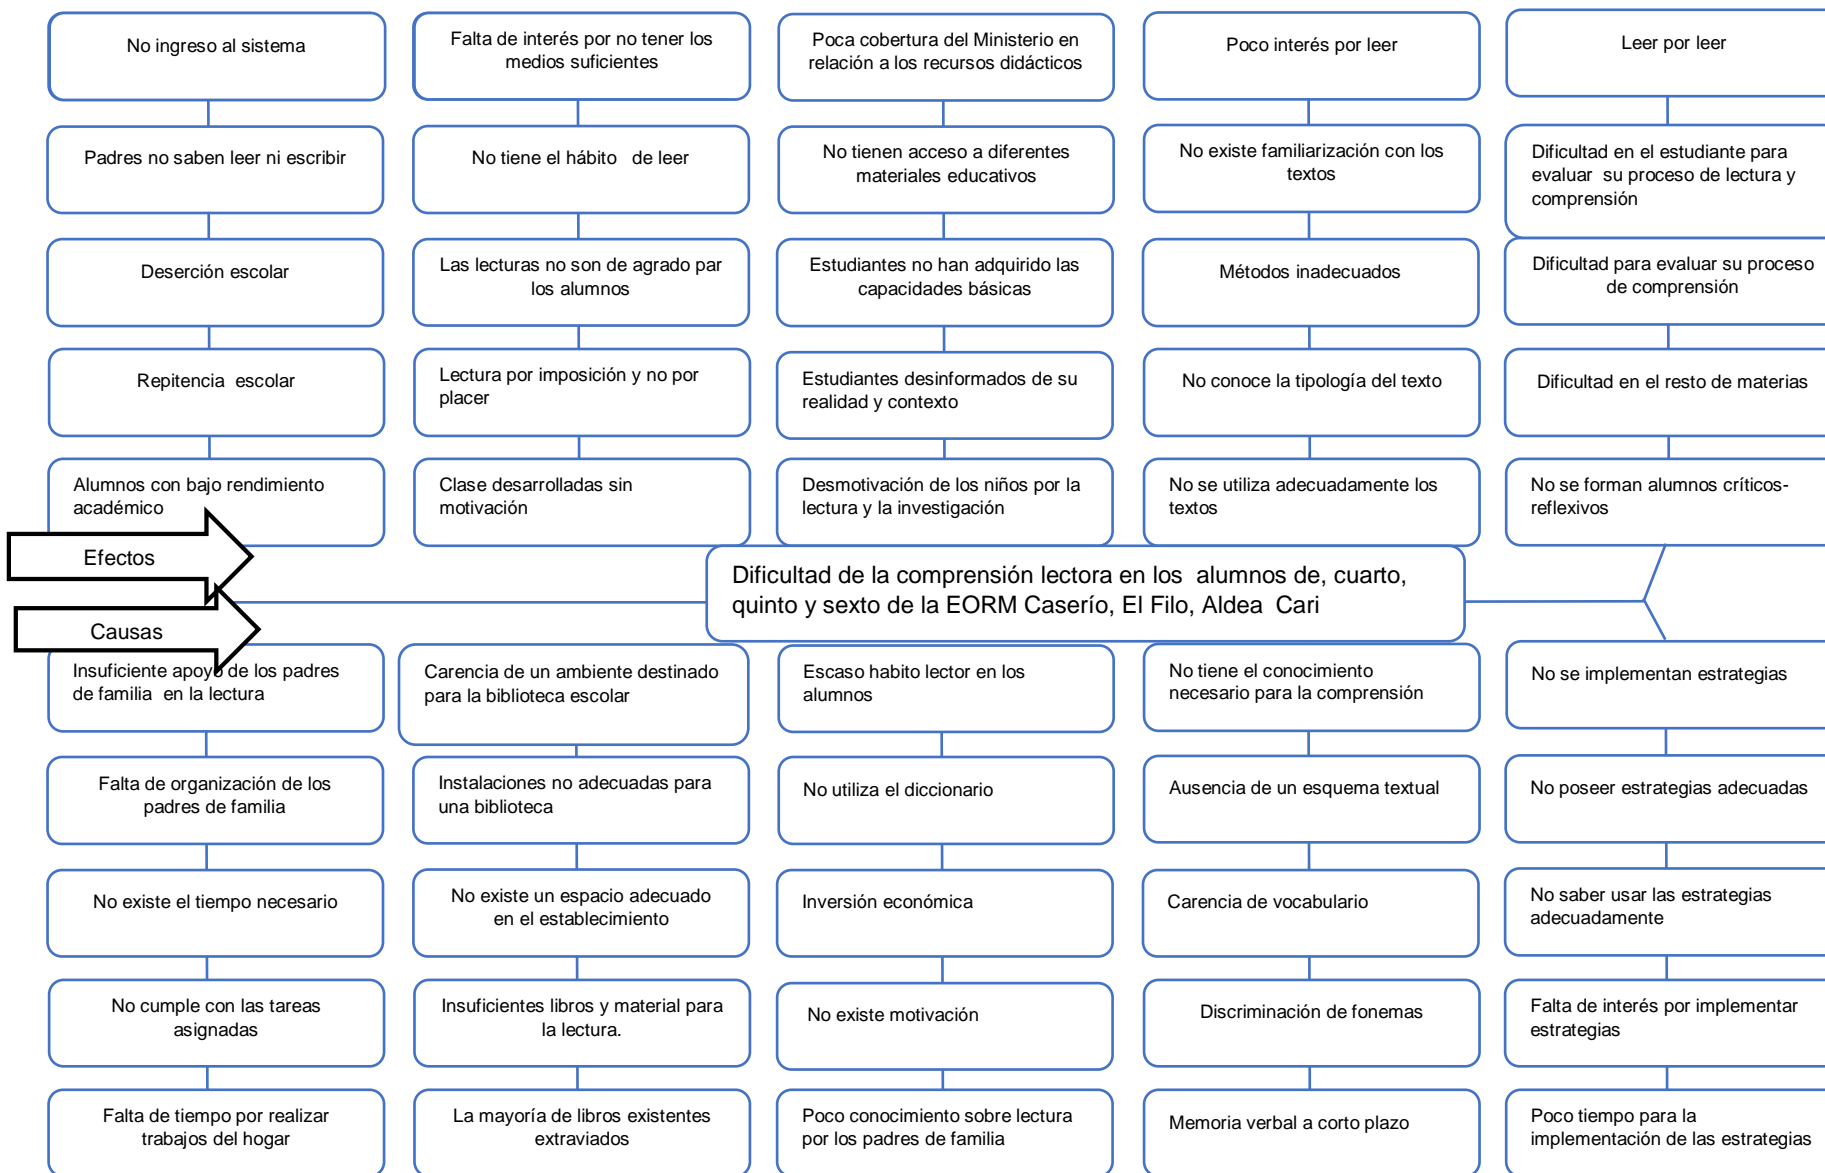 No ingreso al sistema
Falta de interés por no tener los
medios suficientes
Poca cobertura del Ministerio en
relación a los recursos didácticos
Poco interés por leer
Leer por leer
Padres no saben leer ni escribir
No tiene el hábito de leer
No tienen acceso a diferentes
materiales educativos
No existe familiarización con los
textos
Dificultad en el estudiante para
evaluar su proceso de lectura y
comprensión
Deserción escolar
Las lecturas no son de agrado par
los alumnos
Estudiantes no han adquirido las
capacidades básicas
Métodos inadecuados
Dificultad para evaluar su proceso
de comprensión
Repitencia escolar
Lectura por imposición y no por
placer
Estudiantes desinformados de su
realidad y contexto
No conoce la tipología del texto
Dificultad en el resto de materias
Alumnos con bajo rendimiento
académico
Clase desarrolladas sin
motivación
Desmotivación de los niños por la
lectura y la investigación
No se utiliza adecuadamente los
textos
No se forman alumnos críticos-
reflexivos
Efectos
Dificultad de la comprensión lectora en los alumnos de, cuarto,
quinto y sexto de la EORM Caserío, El Filo, Aldea Cari
Causas
Insuficiente apoyo de los padres
de familia en la lectura
Carencia de un ambiente destinado
para la biblioteca escolar
Escaso habito lector en los
alumnos
No tiene el conocimiento
necesario para la comprensión
No se implementan estrategias
Falta de organización de los
padres de familia
Instalaciones no adecuadas para
una biblioteca
No utiliza el diccionario
Ausencia de un esquema textual
No poseer estrategias adecuadas
No existe el tiempo necesario
No existe un espacio adecuado
en el establecimiento
Inversión económica
Carencia de vocabulario
No saber usar las estrategias
adecuadamente
No cumple con las tareas
asignadas
Insuficientes libros y material para
la lectura.
No existe motivación
Discriminación de fonemas
Falta de interés por implementar
estrategias
Falta de tiempo por realizar
trabajos del hogar
La mayoría de libros existentes
extraviados
Poco conocimiento sobre lectura
por los padres de familia
Memoria verbal a corto plazo
Poco tiempo para la
implementación de las estrategias